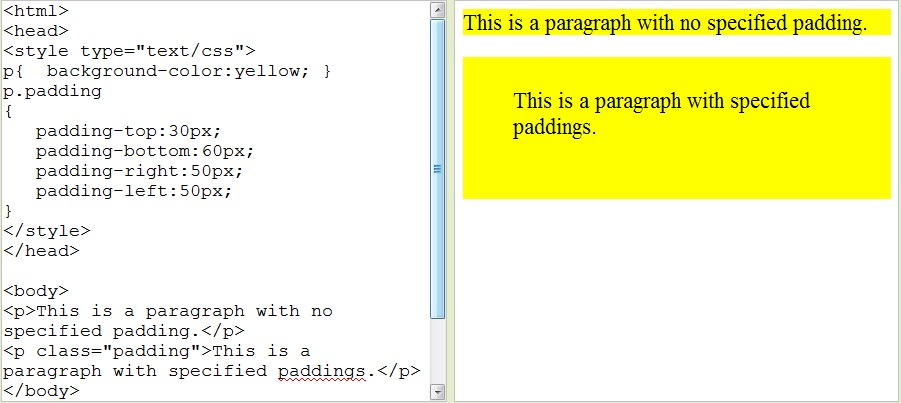 <html>
<head>
<style type="text/css">
p{  background-color:yellow; }
p.padding
{
   padding-top:30px;
   padding-bottom:60px;
   padding-right:50px;
   padding-left:50px;
}
</style>
</head>

<body>
<p>This is a paragraph with no
specified padding.</p>
<p class="padding">This is a
paragraph with specified paddings.</p>
</body>
This is a paragraph with no specified padding.
This is a paragraph with specified
paddings.